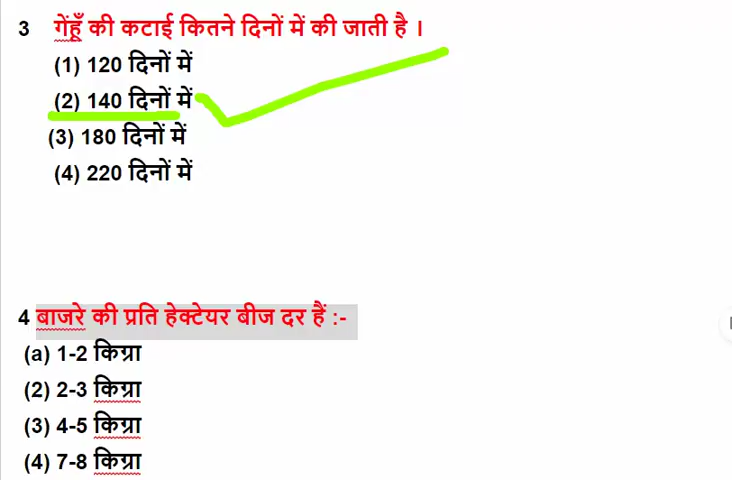 3 गेंहूँ की कटाई कितने दिनों में की जाती है ।
(1) 120 दिनों में
(2) 140 दिनों में
(3) 180 दिनों में
(4) 220 दिनों में
4 बाजरे की प्रति हेक्टेयर बीज दर हैं :-
(a) 1-2 किग्रा
(2) 2-3 किग्रा
(3) 4-5 किग्रा
(4) 7-8 किग्रा